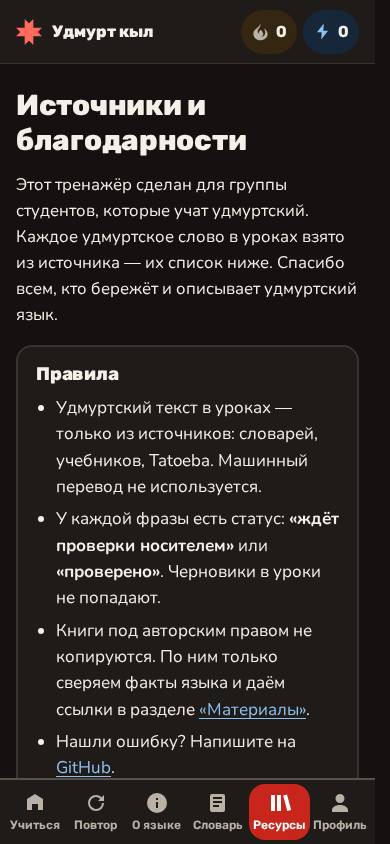 Удмурт кыл
0
0
Источники и
благодарности
Этот тренажёр сделан для группы
студентов, которые учат удмуртский.
Каждое удмуртское слово в уроках взято
из источника — их список ниже. Спасибо
всем, кто бережёт и описывает удмуртский
язык.
Правила
• Удмуртский текст в уроках —
только из источников: словарей,
учебников, Tatoeba. Машинный
перевод не используется.
• У каждой фразы есть статус: «ждёт
проверки носителем» или
«проверено». Черновики в уроки
не попадают.
• Книги под авторским правом не
копируются. По ним только
сверяем факты языка и даём
ссылки в разделе «Материалы».
• Нашли ошибку? Напишите на
GitHub.
Учиться
Повтор
О языке
Словарь
Ресурсы
Профиль